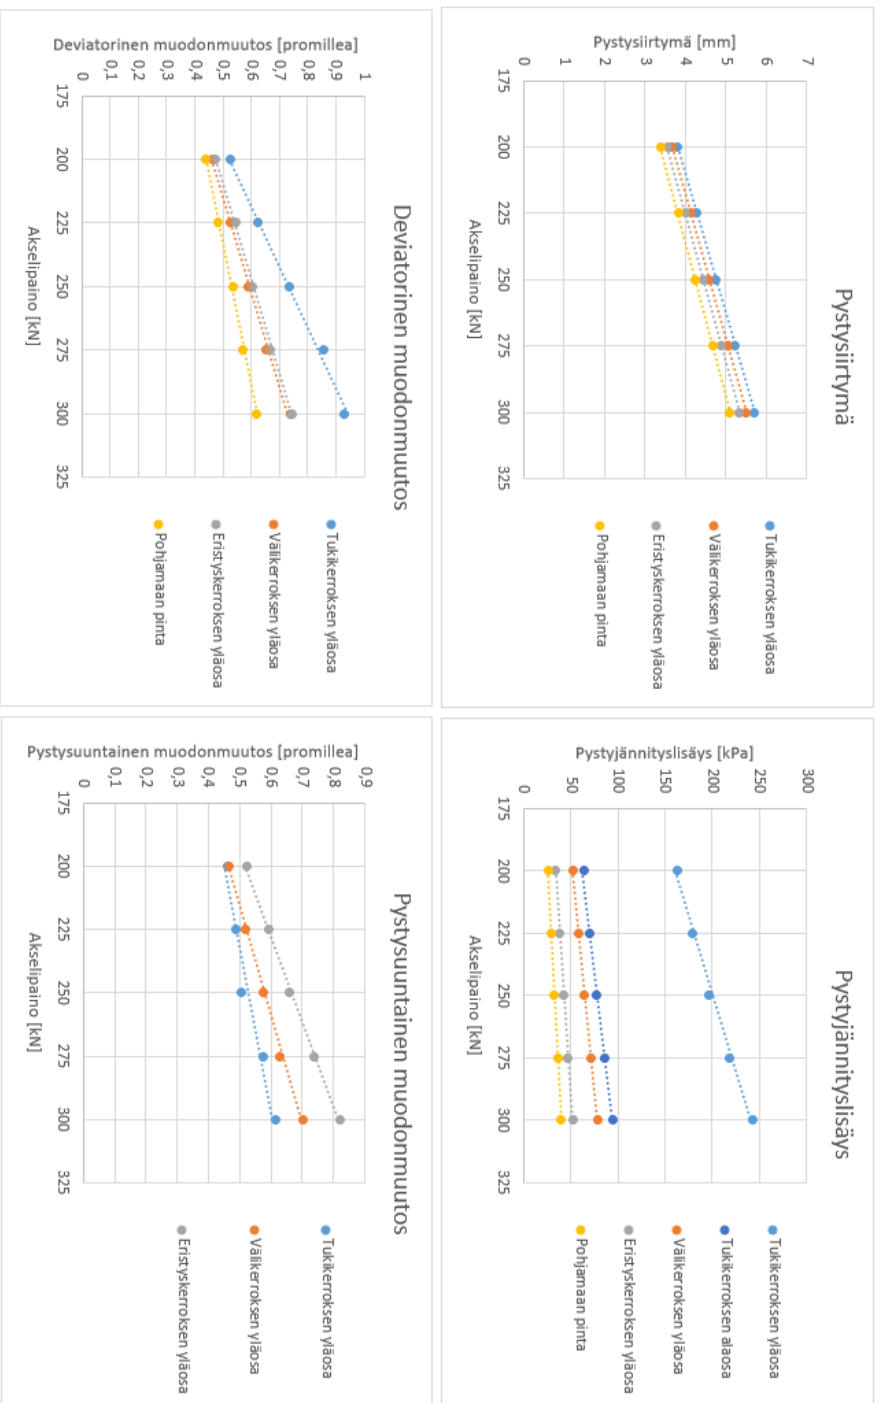 Pystysiirtymä
Pystysiirtymä [mm]
7
6
5
4
3
2
1
0
175 200 225 250 275 300 325
Akselipaino [kN]
Tukikerroksen yläosa
Välikerroksen yläosa
Eristyskerroksen yläosa
Pohjamaan pinta
Pystyjännityslisäys
Pystyjännityslisäys [kPa]
300
250
200
150
100
50
0
175 200 225 250 275 300 325
Akselipaino [kN]
Tukikerroksen yläosa
Tukikerroksen alaosa
Välikerroksen yläosa
Eristyskerroksen yläosa
Pohjamaan pinta
Deviatorinen muodonmuutos
Deviatorinen muodonmuutos [promillea]
1
0,9
0,8
0,7
0,6
0,5
0,4
0,3
0,2
0,1
0
175 200 225 250 275 300 325
Akselipaino [kN]
Tukikerroksen yläosa
Välikerroksen yläosa
Eristyskerroksen yläosa
Pohjamaan pinta
Pystysuuntainen muodonmuutos
Pystysuuntainen muodonmuutos [promillea]
0,9
0,8
0,7
0,6
0,5
0,4
0,3
0,2
0,1
0
175 200 225 250 275 300 325
Akselipaino [kN]
Tukikerroksen yläosa
Välikerroksen yläosa
Eristyskerroksen yläosa